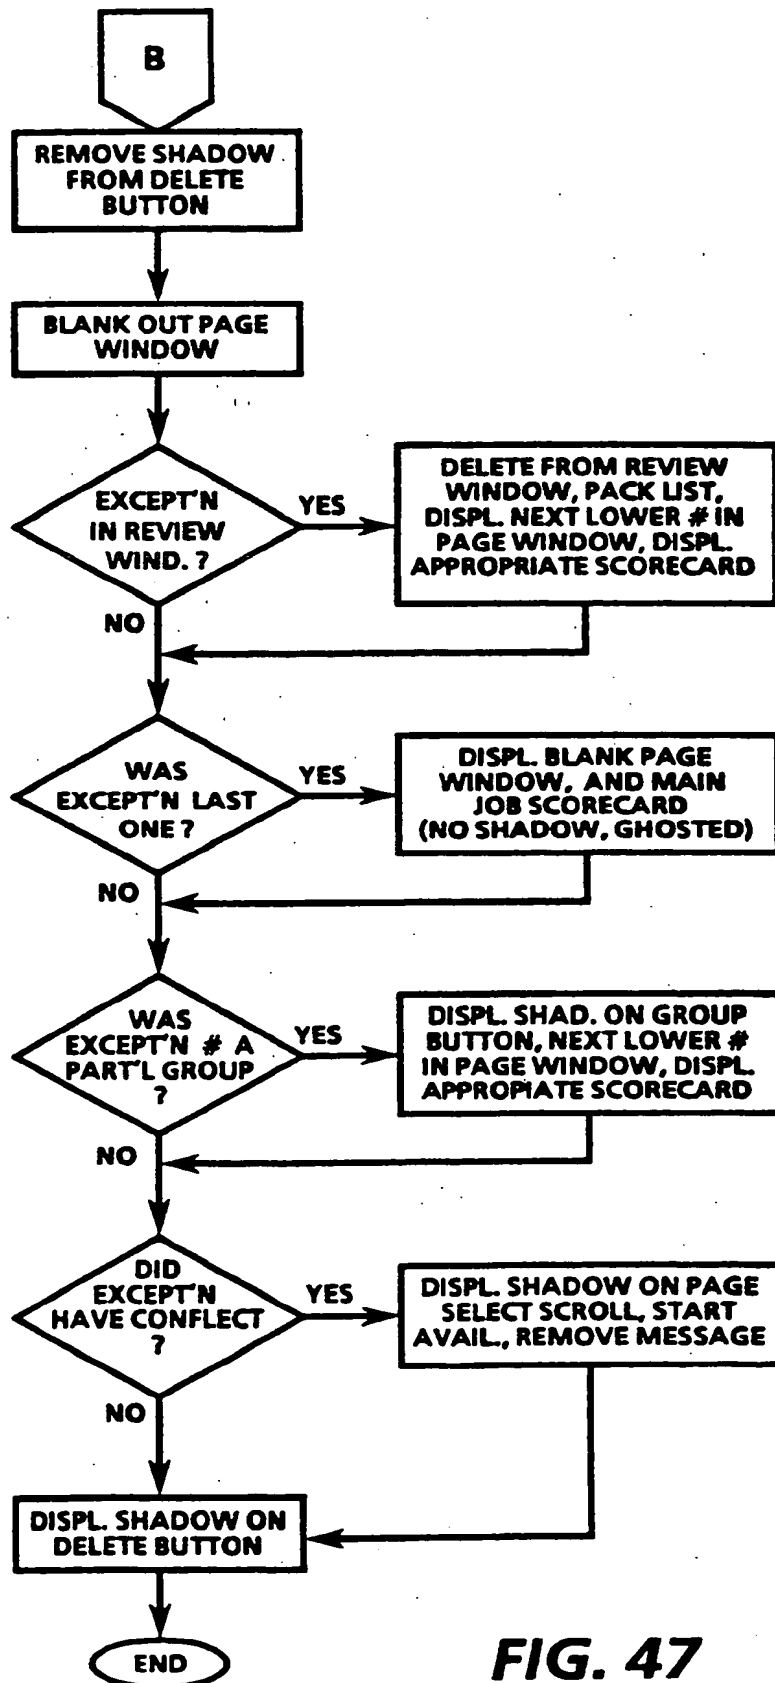 B
REMOVE SHADOW
FROM DELETE
BUTTON
BLANK OUT PAGE
WINDOW
EXCEPT'N
IN REVIEW
WIND. ?
YES
DELETE FROM REVIEW
WINDOW, PACK LIST,
DISPL. NEXT LOWER # IN
PAGE WINDOW, DISPL.
APPROPRIATE SCORECARD
NO
WAS
EXCEPT'N LAST
ONE ?
YES
DISPL. BLANK PAGE
WINDOW, AND MAIN
JOB SCORECARD
(NO SHADOW, GHOSTED)
NO
WAS
EXCEPT'N # A
PART'L GROUP
?
YES
DISPL. SHAD. ON GROUP
BUTTON, NEXT LOWER #
IN PAGE WINDOW, DISPL.
APPROPIATE SCORECARD
NO
DID
EXCEPT'N
HAVE CONFLECT
?
YES
DISPL. SHADOW ON PAGE
SELECT SCROLL, START
AVAIL., REMOVE MESSAGE
NO
DISPL. SHADOW ON
DELETE BUTTON
END
FIG. 47